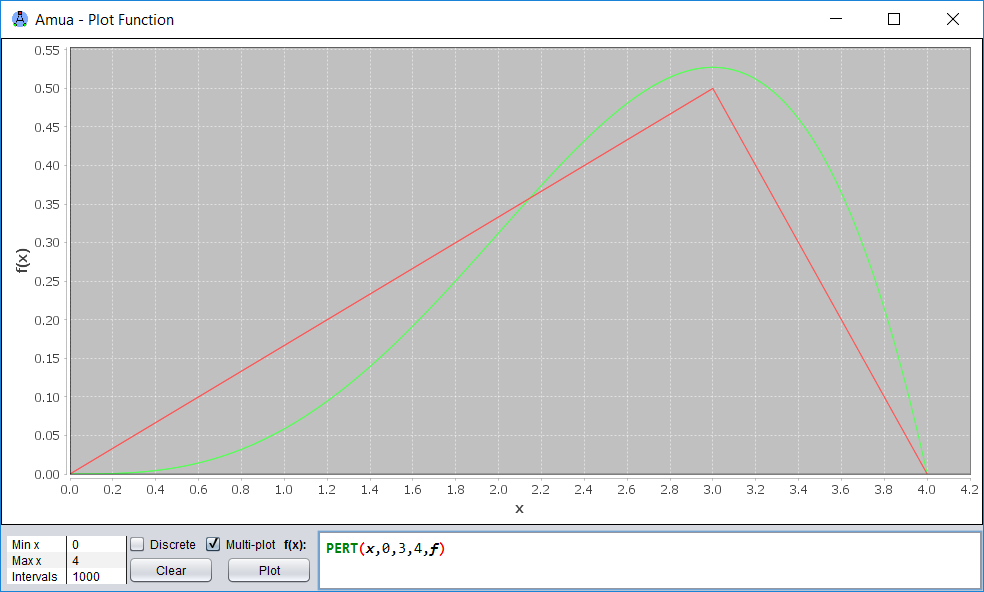 Amua - Plot Function
0.55
0.50
0.45
0.40
0.35
0.30
0.25
0.20
0.15
0.10
0.05
0.00
f(x)
0.0 0.2 0.4 0.6 0.8 1.0 1.2 1.4 1.6 1.8 2.0 2.2 2.4 2.6 2.8 3.0 3.2 3.4 3.6 3.8 4.0 4.2
x
Min x 0
Max x 4
Intervals 1000
Discrete Multi-plot f(x):
Clear Plot
PERT(x,0,3,4,f)